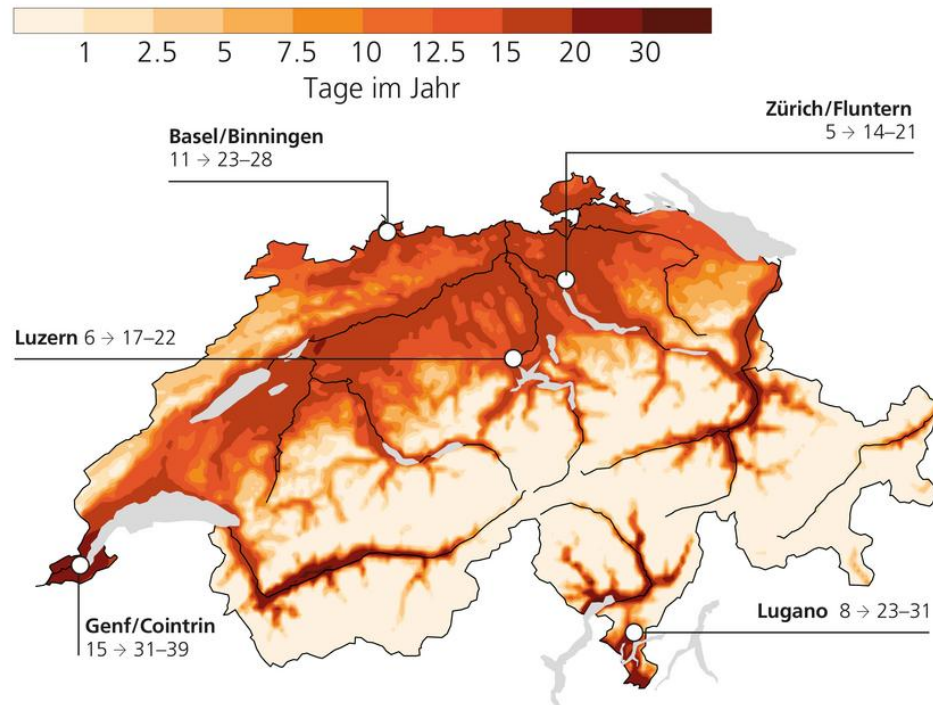 1 2.5 5 7.5 10 12.5 15 20 30
Tage im Jahr
Zürich/Fluntern
5 → 14–21
Basel/Binningen
11 → 23–28
Luzern 6 → 17–22
Lugano 8 → 23–31
Genf/Cointrin
15 → 31–39